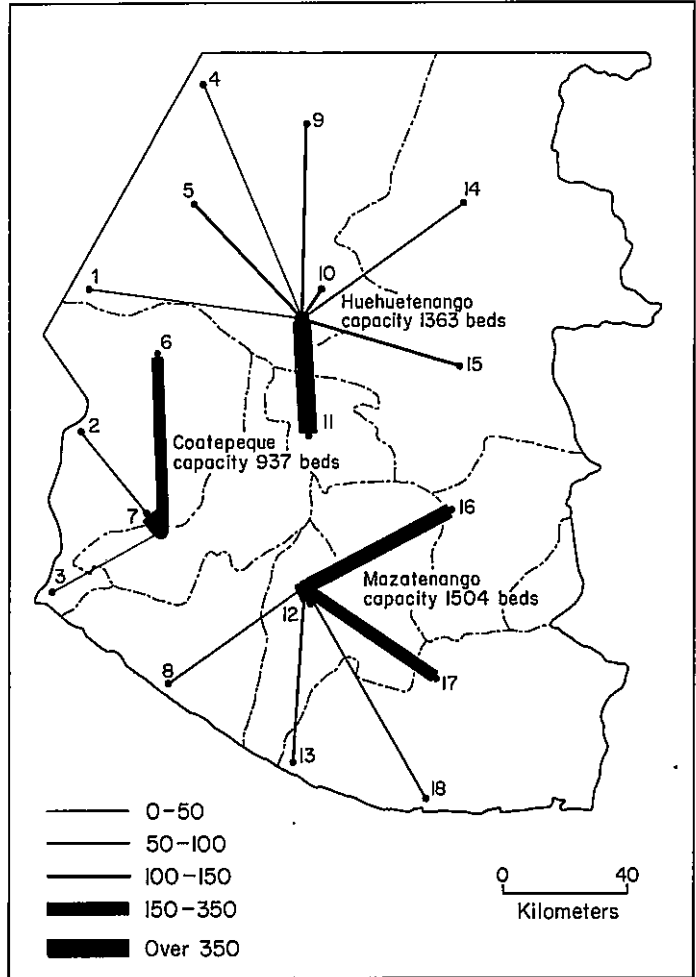 4
9
5
14
1
10
Huehuetenango
capacity 1363 beds
6
15
2
11
Coatepeque
capacity 937 beds
7
16
3
Mazatenango
capacity 1504 beds
12
8
17
13
18
0-50
50-100
100-150
150-350
Over 350
0 40
Kilometers